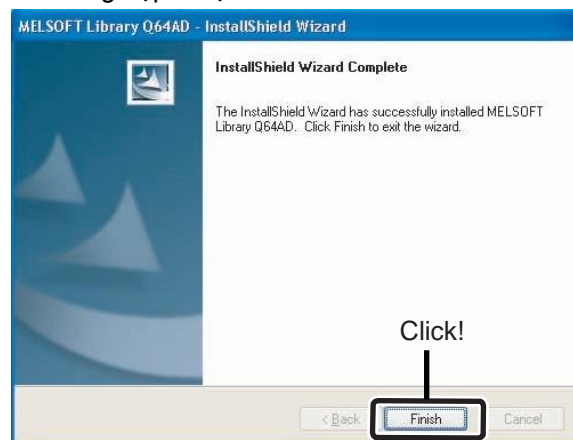 MELSOFT Library Q64AD - InstallShield Wizard
InstallShield Wizard Complete
The InstallShield Wizard has successfully installed MELSOFT
Library Q64AD. Click Finish to exit the wizard.
Click!
< Back
Finish
Cancel